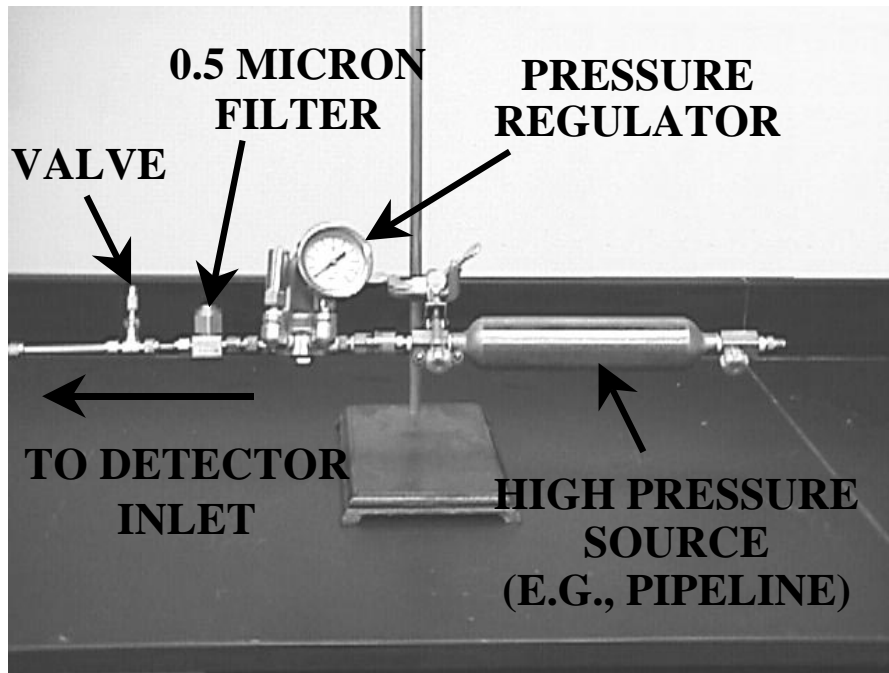 0.5 MICRON
FILTER
PRESSURE
REGULATOR
VALVE
TO DETECTOR
INLET
HIGH PRESSURE
SOURCE
(E.G., PIPELINE)